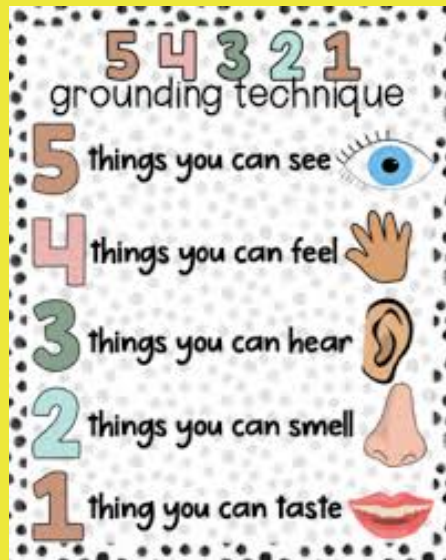 5 4 3 2 1
grounding technique
5 things you can see
4 things you can feel
3 things you can hear
2 things you can smell
1 thing you can taste